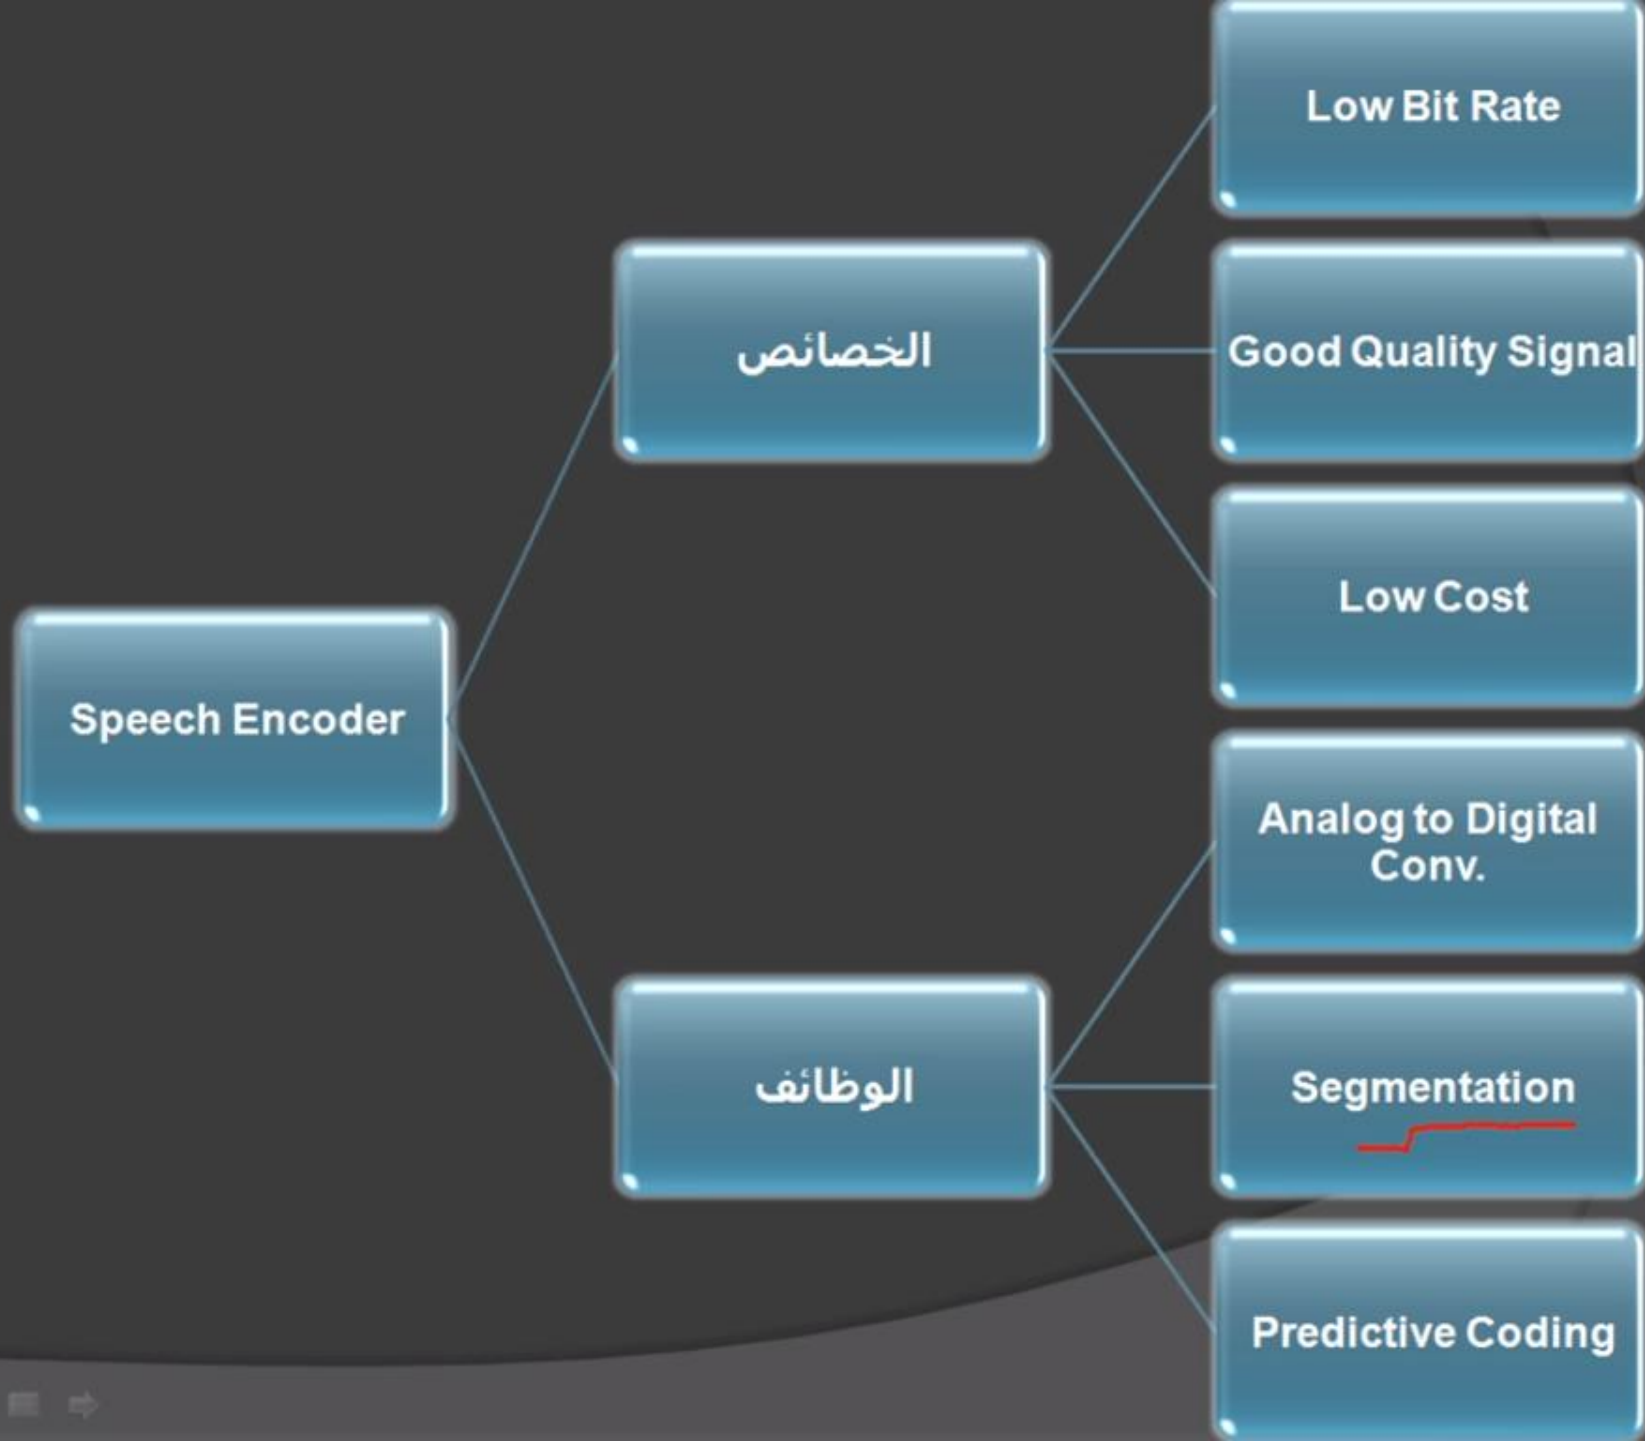 Speech Encoder
الخصائص
Low Bit Rate
Good Quality Signal
Low Cost
الوظائف
Analog to Digital
Conv.
Segmentation
Predictive Coding